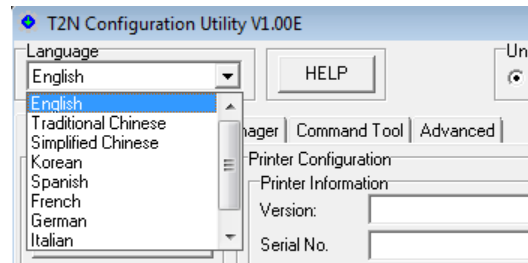 T2N Configuration Utility V1.00E
Language
Un
English
HELP
English
Traditional Chinese
Simplified Chinese
Korean
Spanish
French
German
Italian
ager
Command Tool
Advanced
Printer Configuration
Printer Information
Version:
Serial No.